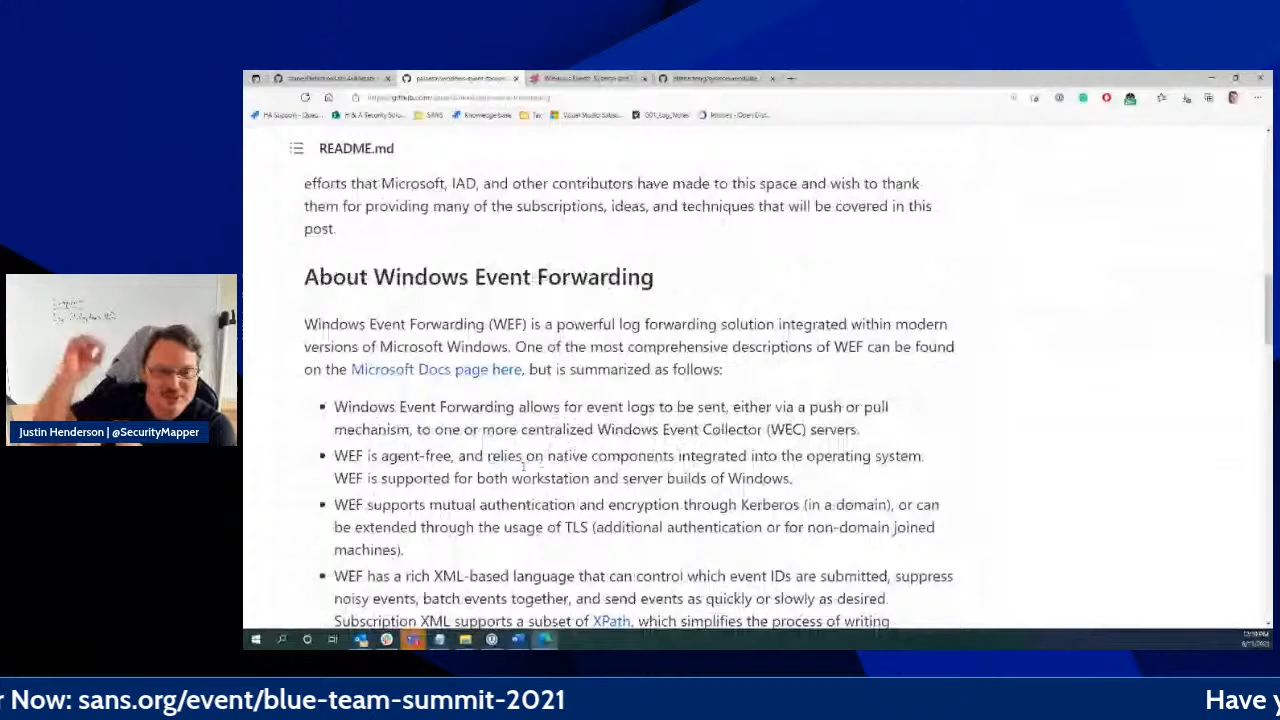 README.md
efforts that Microsoft, IAD, and other contributors have made to this space and wish to thank
them for providing many of the subscriptions, ideas, and techniques that will be covered in this
post.
About Windows Event Forwarding
Windows Event Forwarding (WEF) is a powerful log forwarding solution integrated within modern
versions of Microsoft Windows. One of the most comprehensive descriptions of WEF can be found
on the Microsoft Docs page here, but is summarized as follows:
• Windows Event Forwarding allows for event logs to be sent, either via a push or pull
mechanism, to one or more centralized Windows Event Collector (WEC) servers.
• WEF is agent-free, and relies on native components integrated into the operating system.
WEF is supported for both workstation and server builds of Windows.
• WEF supports mutual authentication and encryption through Kerberos (in a domain), or can
be extended through the usage of TLS (additional authentication or for non-domain joined
machines).
• WEF has a rich XML-based language that can control which event IDs are submitted, suppress
noisy events, batch events together, and send events as quickly or slowly as desired.
Subscription XML supports a subset of XPath, which simplifies the process of writing
Justin Henderson | @SecurityMapper
r Now: sans.org/event/blue-team-summit-2021
Have y